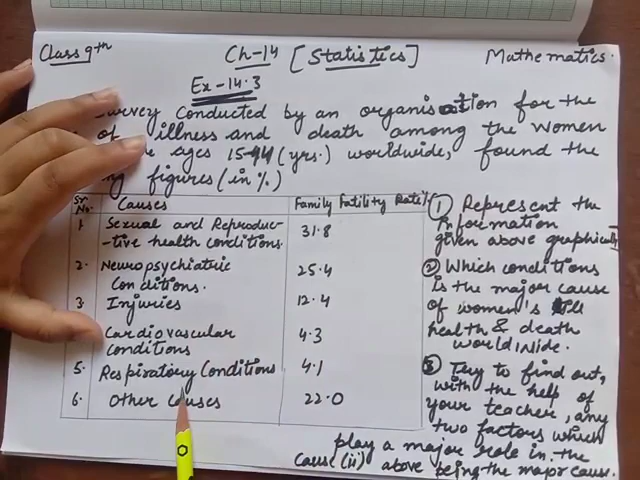 Class 9th Ch-14 [Statistics] Mathematics.
Ex-14.3
survey conducted by an organisation for the
of illness and death among the women
ages 15-44 (yrs.) worldwide, found the
figures (in %)
Sr. No. Causes Family Fatility Rate%
1 Sexual and Reproduc-
-tive health conditions. 31.8
2. Neuropsychiatric
Conditions. 25.4
3. Injuries 12.4
Cardiovascular
conditions 4.3
5. Respiratory Conditions 4.1
6. Other causes 22.0
① Represent the
information
given above graphically
② Which conditions
is the major cause
of women's ill
health & death
worldwide.
③ Try to find out,
with the help of
your teacher, any
two factors which
play a major role in the
cause (ii) above being the major cause.